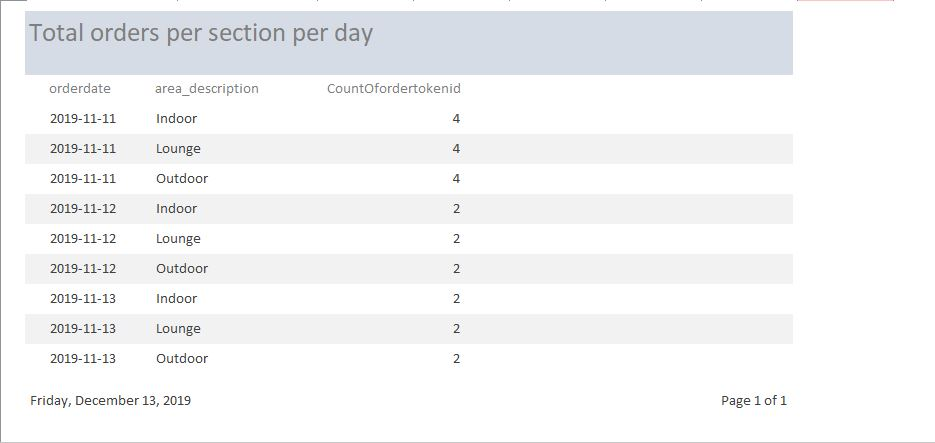 Total orders per section per day
orderdate area_description CountOfordertokenid
2019-11-11 Indoor 4
2019-11-11 Lounge 4
2019-11-11 Outdoor 4
2019-11-12 Indoor 2
2019-11-12 Lounge 2
2019-11-12 Outdoor 2
2019-11-13 Indoor 2
2019-11-13 Lounge 2
2019-11-13 Outdoor 2
Friday, December 13, 2019 Page 1 of 1